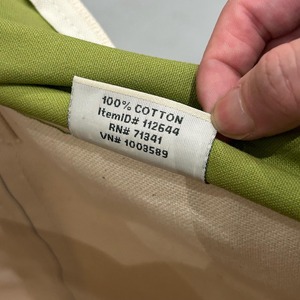 100% COTTON
ItemID# 112644
RN# 71341
VN# 1003589